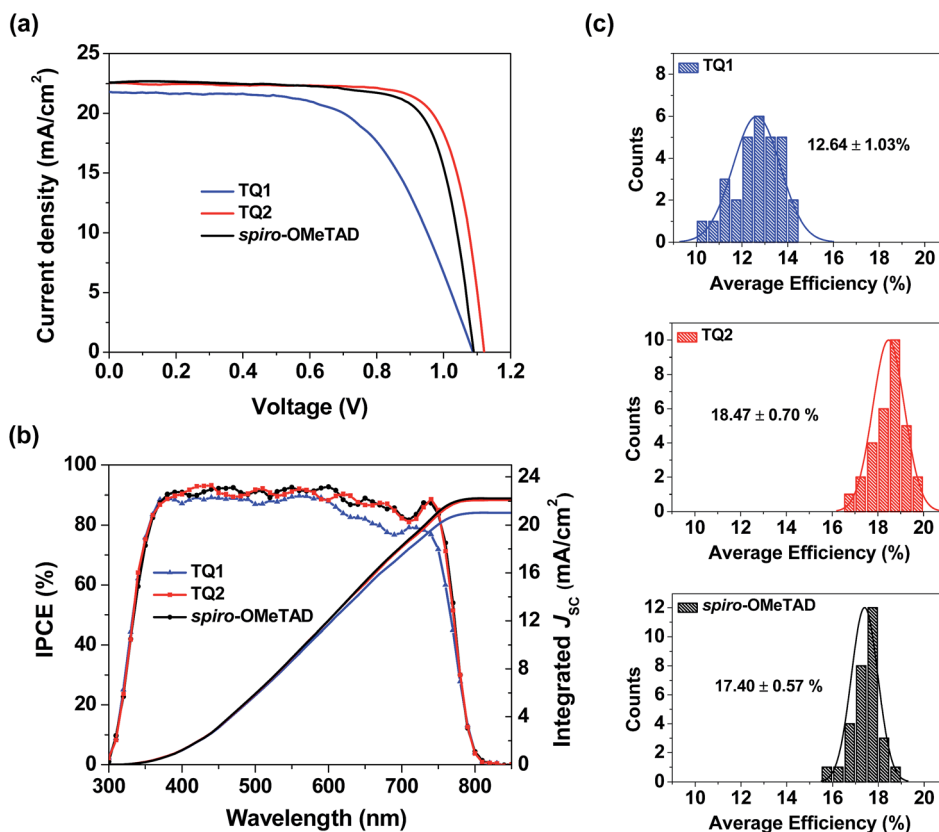 (a)
25
20
15
10
5
0
Current density (mA/cm²)
TQ1
TQ2
spiro-OMeTAD
0.0 0.2 0.4 0.6 0.8 1.0 1.2
Voltage (V)
(b)
100
80
60
40
20
0
IPCE (%)
TQ1
TQ2
spiro-OMeTAD
24
20
16
12
8
4
0
Integrated J_SC (mA/cm²)
300 400 500 600 700 800
Wavelength (nm)
(c)
8
6
4
2
0
Counts
TQ1
12.64 ± 1.03%
10 12 14 16 18 20
Average Efficiency (%)
10
8
6
4
2
0
Counts
TQ2
18.47 ± 0.70 %
10 12 14 16 18 20
Average Efficiency (%)
12
10
8
6
4
2
0
Counts
spiro-OMeTAD
17.40 ± 0.57 %
10 12 14 16 18 20
Average Efficiency (%)